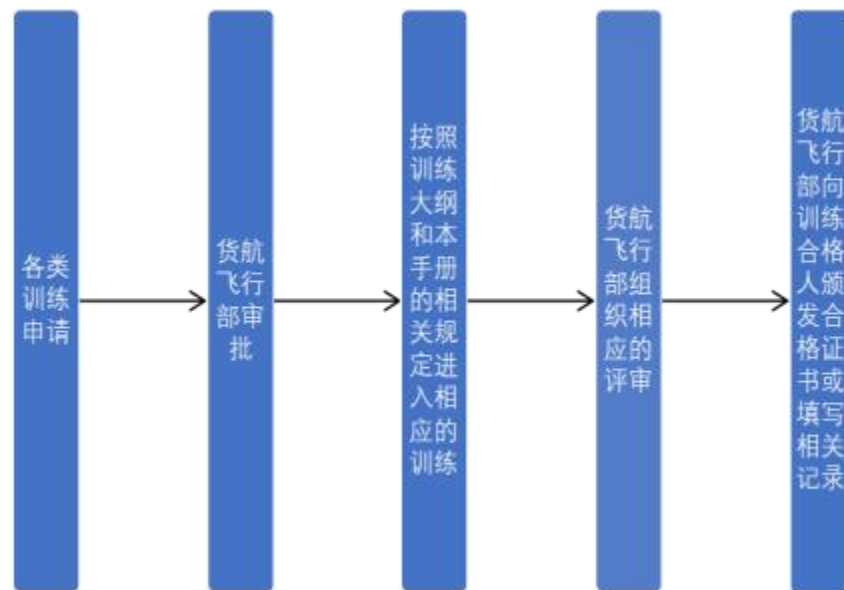 各类
训练
申请
货航
飞行
部审
批
按照
训练
大纲
和本
手册
的相
关规
定进
入相
应的
训练
货航
飞行
部组
织相
应的
评审
货航
飞行
部向
训练
合格
人颁
发合
格证
书或
填写
相关
记录